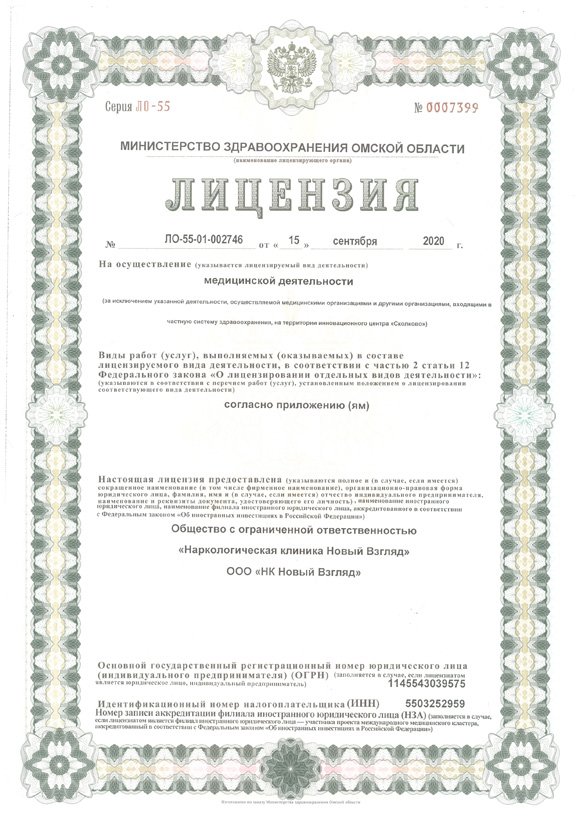 Серия ЛО-55
№ 0007399
МИНИСТЕРСТВО ЗДРАВООХРАНЕНИЯ ОМСКОЙ ОБЛАСТИ
(наименование лицензирующего органа)
ЛИЦЕНЗИЯ
№ ЛО-55-01-002746 от « 15 » сентября 2020 г.
На осуществление (указывается лицензируемый вид деятельности)
медицинской деятельности
(за исключением указанной деятельности, осуществляемой медицинскими организациями и другими организациями, входящими в
частную систему здравоохранения, на территории инновационного центра «Сколково»)
Виды работ (услуг), выполняемых (оказываемых) в составе
лицензируемого вида деятельности, в соответствии с частью 2 статьи 12
Федерального закона «О лицензировании отдельных видов деятельности»:
(указываются в соответствии с перечнем работ (услуг), установленным положением о лицензировании
соответствующего вида деятельности)
согласно приложению (ям)
Настоящая лицензия предоставлена (указываются полное и (в случае, если имеется)
сокращенное наименование (в том числе фирменное наименование), организационно-правовая форма
юридического лица, фамилия, имя и (в случае, если имеется) отчество индивидуального предпринимателя,
наименование и реквизиты документа, удостоверяющего его личность), наименование иностранного
юридического лица, наименование филиала иностранного юридического лица, аккредитованного в соответствии
с Федеральным законом «Об иностранных инвестициях в Российской Федерации»)
Общество с ограниченной ответственностью
«Наркологическая клиника Новый Взгляд»
ООО «НК Новый Взгляд»
Основной государственный регистрационный номер юридического лица
(индивидуального предпринимателя) (ОГРН) (заполняется в случае, если лицензиатом
является юридическое лицо, индивидуальный предприниматель) 1145543039575
Идентификационный номер налогоплательщика (ИНН) 5503252959
Номер записи аккредитации филиала иностранного юридического лица (НЗА) (заполняется в случае,
если лицензиатом является филиал иностранного юридического лица — участника проекта международного медицинского кластера,
аккредитованный в соответствии с Федеральным законом «Об иностранных инвестициях в Российской Федерации»)
Изготовлено по заказу Министерства здравоохранения Омской области